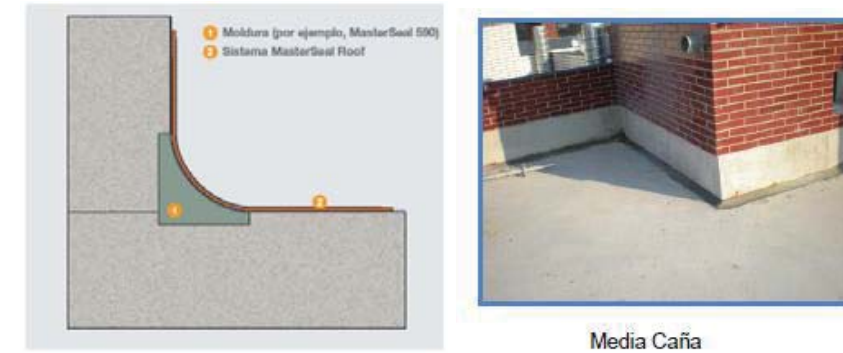 1 Moldura (por ejemplo, MasterSeal 590)
2 Sistema MasterSeal Roof
2
1
Media Caña